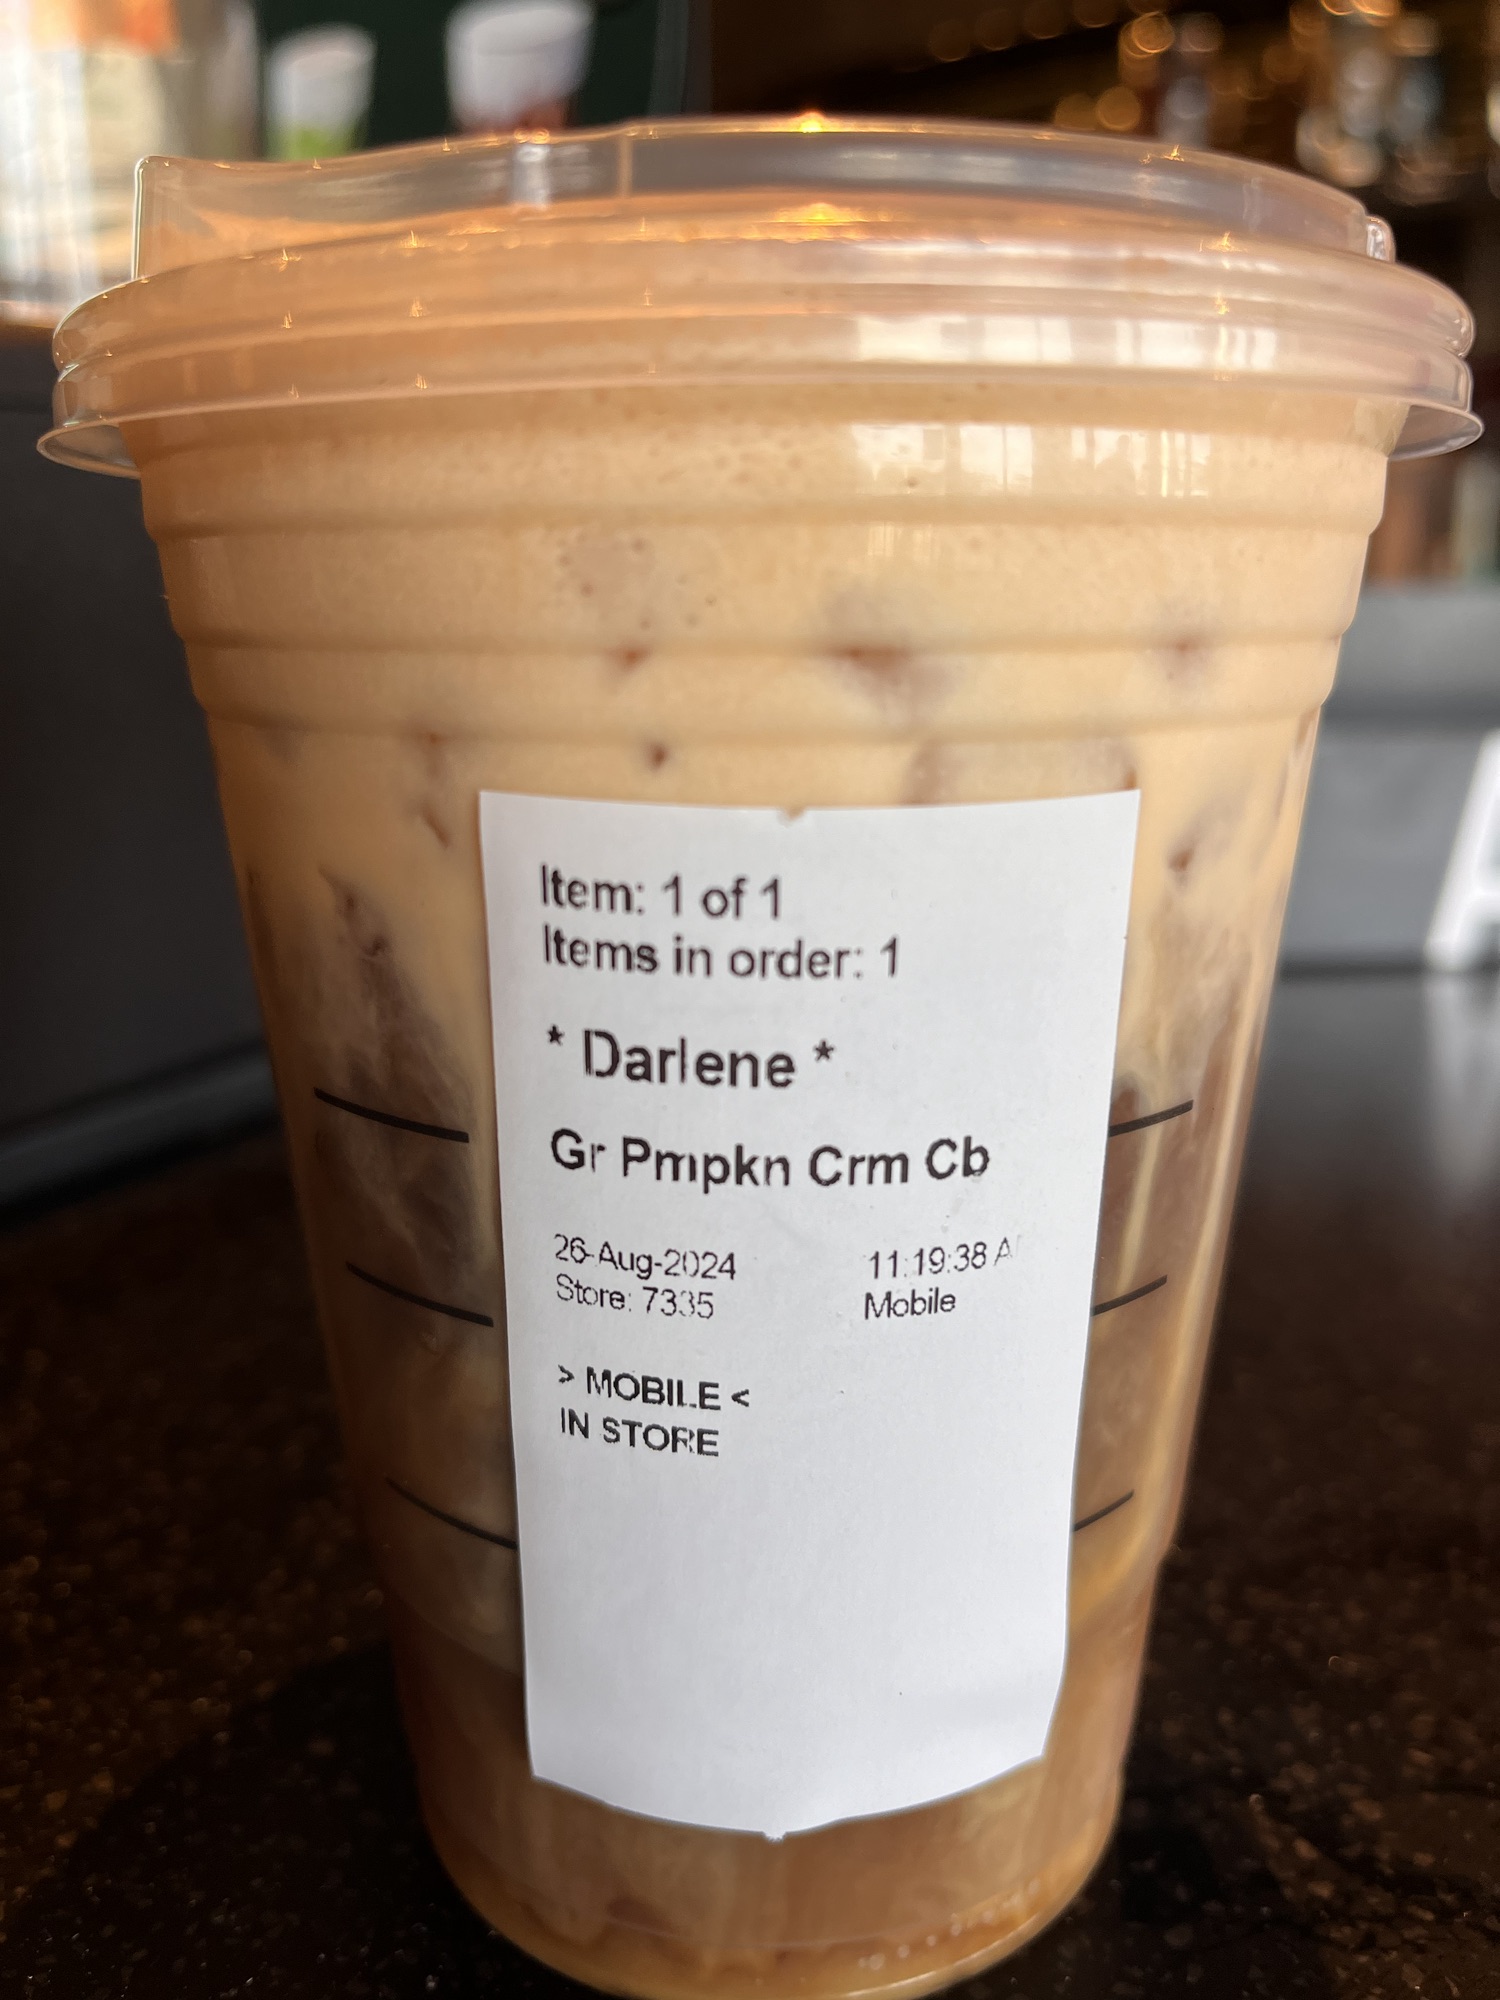 Item: 1 of 1
Items in order: 1
* Darlene *
Gr Pmpkn Crm Cb
26-Aug-2024 11:19:38 A
Store: 7335 Mobile
> MOBILE <
IN STORE